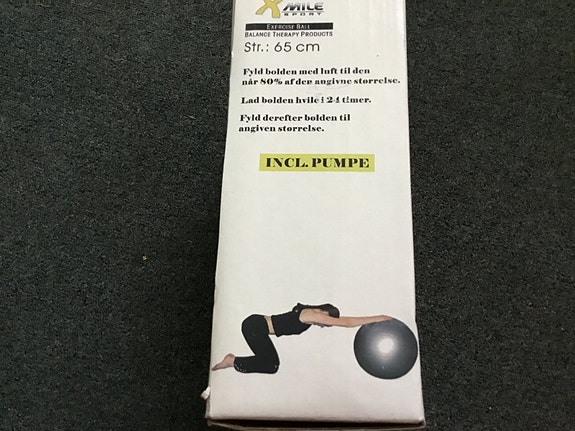 X MILE
SPORT
EXERCISE BALL
BALANCE THERAPY PRODUCTS
Str.: 65 cm
Fyld bolden med luft til den
når 80% af den angivne størrelse.
Lad bolden hvile i 24 timer.
Fyld derefter bolden til
angiven størrelse.
INCL. PUMPE